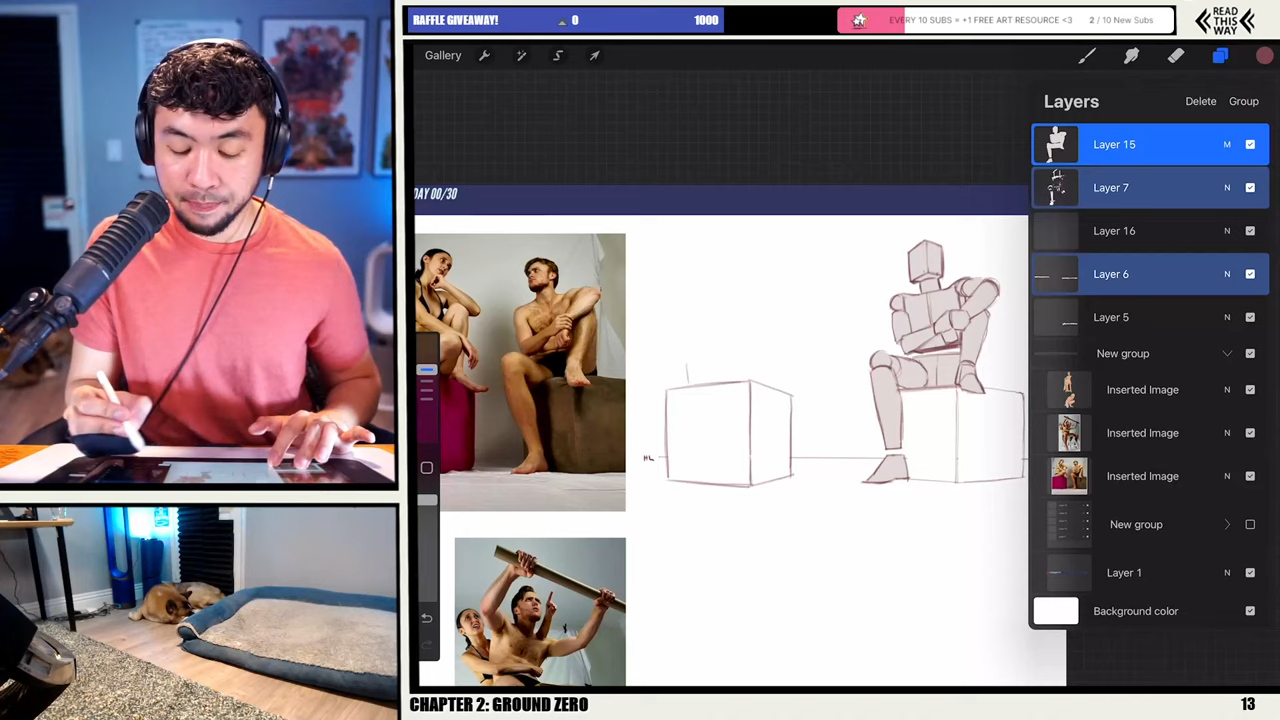 RAFFLE GIVEAWAY! 0 1000
EVERY 10 SUBS = +1 FREE ART RESOURCE <3 2 / 10 New Subs
READ
THIS
WAY
Gallery
Layers Delete Group
Layer 15 M
Layer 7 N
Layer 16 N
Layer 6 N
Layer 5 N
New group
Inserted Image N
Inserted Image N
Inserted Image N
New group
Layer 1 N
Background color
DAY 00/30
HL
CHAPTER 2: GROUND ZERO
13